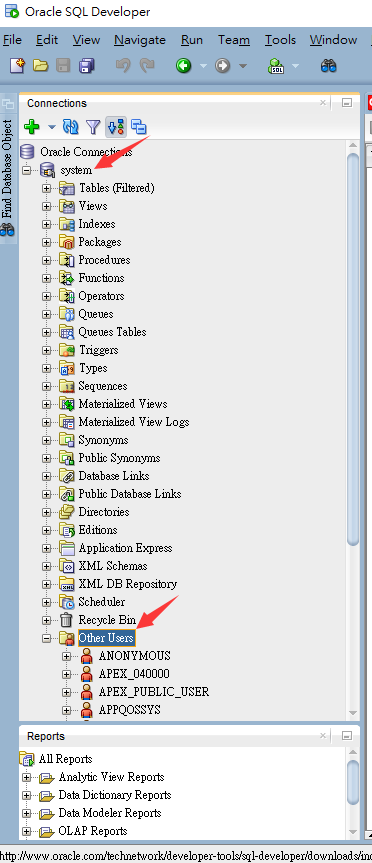 Oracle SQL Developer
File Edit View Navigate Run Team Tools Window
Find Database Object
Connections
Oracle Connections
system
Tables (Filtered)
Views
Indexes
Packages
Procedures
Functions
Operators
Queues
Queues Tables
Triggers
Types
Sequences
Materialized Views
Materialized View Logs
Synonyms
Public Synonyms
Database Links
Public Database Links
Directories
Editions
Application Express
XML Schemas
XML DB Repository
Scheduler
Recycle Bin
Other Users
ANONYMOUS
APEX_040000
APEX_PUBLIC_USER
APPQOSSYS
Reports
All Reports
Analytic View Reports
Data Dictionary Reports
Data Modeler Reports
OLAP Reports
http://www.oracle.com/technetwork/developer-tools/sql-developer/downloads/in